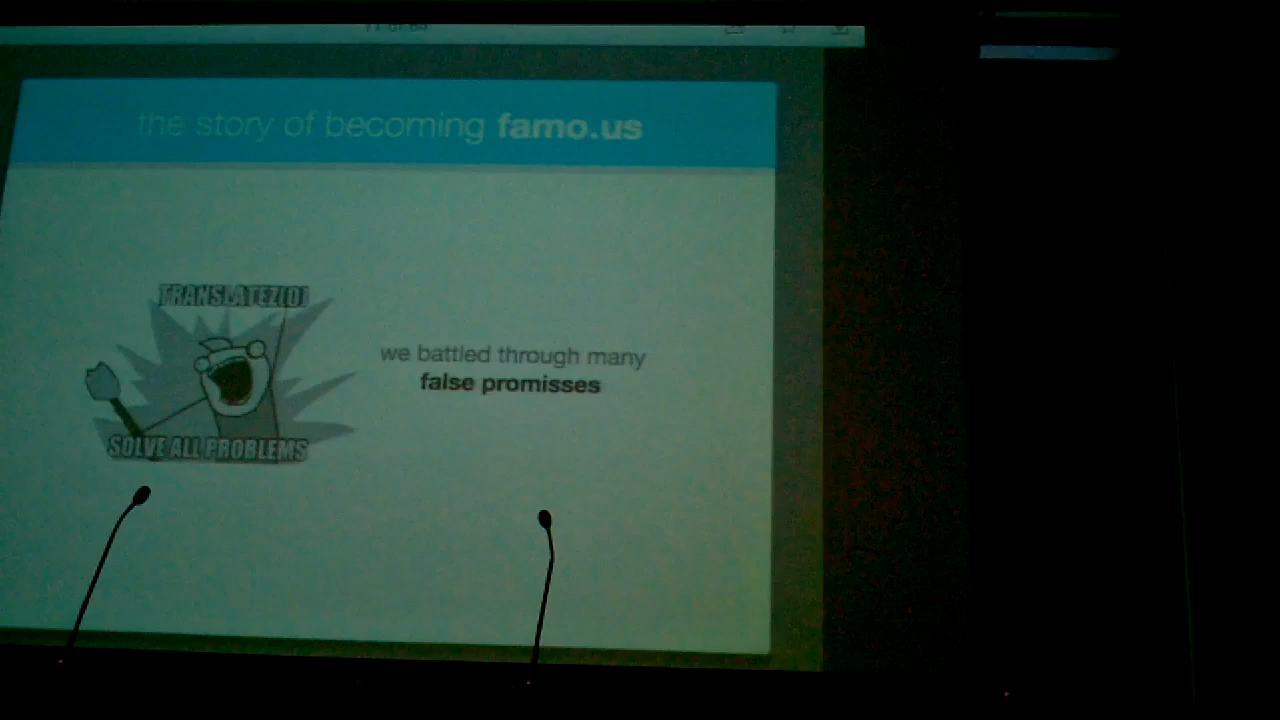 the story of becoming famo.us
TRANSLATEZ(0)
SOLVE ALL PROBLEMS
we battled through many
false promisses